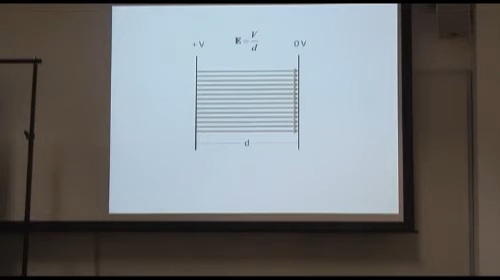 + V E = V/d 0 V
d